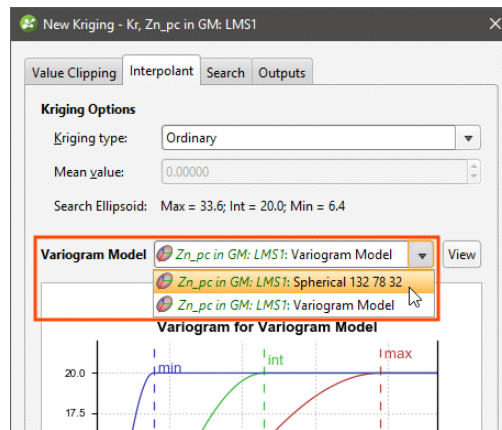 New Kriging - Kr, Zn_pc in GM: LMS1
Value Clipping Interpolant Search Outputs
Kriging Options
Kriging type: Ordinary
Mean value: 0.00000
Search Ellipsoid: Max = 33.6; Int = 20.0; Min = 6.4
Variogram Model Zn_pc in GM: LMS1: Variogram Model View
Zn_pc in GM: LMS1: Spherical 132 78 32
Zn_pc in GM: LMS1: Variogram Model
Variogram for Variogram Model
min int max
20.0
17.5